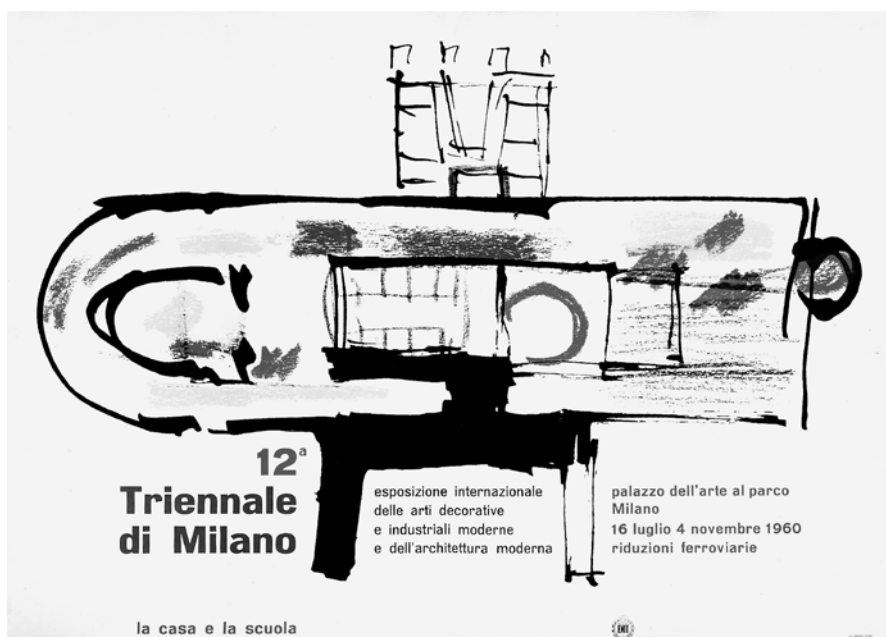 12ª
Triennale
di Milano
esposizione internazionale
delle arti decorative
e industriali moderne
e dell'architettura moderna
palazzo dell'arte al parco
Milano
16 luglio 4 novembre 1960
riduzioni ferroviarie
la casa e la scuola